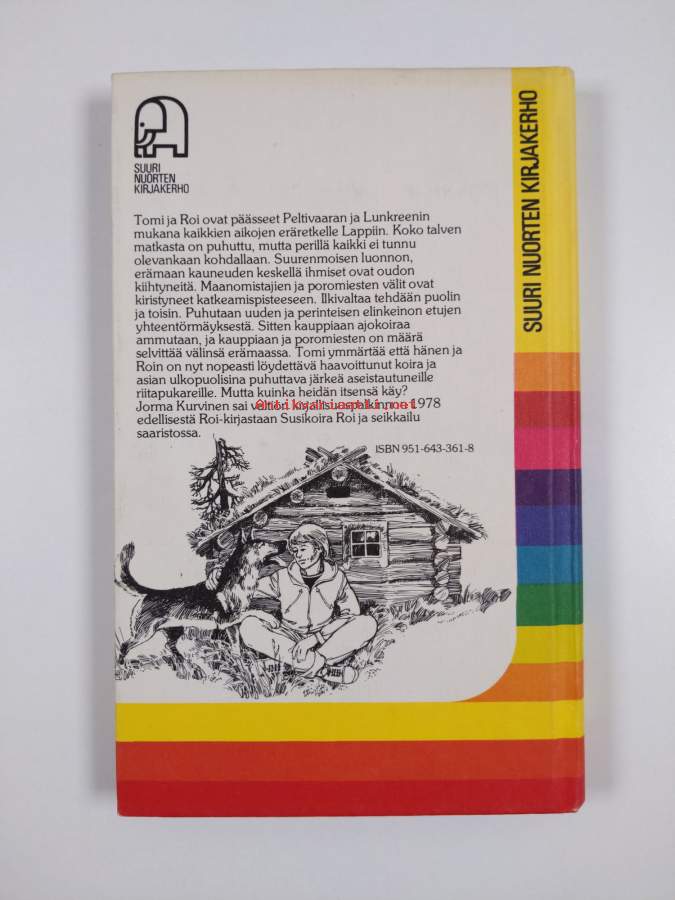 SUURI
NUORTEN
KIRJAKERHO
Tomi ja Roi ovat päässeet Peltivaaran ja Lunkreenin
mukana kaikkien aikojen eräretkelle Lappiin. Koko talven
matkasta on puhuttu, mutta perillä kaikki ei tunnu
olevankaan kohdallaan. Suurenmoisen luonnon,
erämaan kauneuden keskellä ihmiset ovat oudon
kiihtyneitä. Maanomistajien ja poromiesten välit ovat
kiristyneet katkeamispisteeseen. Ilkivaltaa tehdään puolin
ja toisin. Puhutaan uuden ja perinteisen elinkeinon etujen
yhteentörmäyksestä. Sitten kauppiaan ajokoiraa
ammutaan, ja kauppiaan ja poromiesten on määrä
selvittää välinsä erämaassa. Tomi ymmärtää että hänen ja
Roin on nyt nopeasti löydettävä haavoittunut koira ja
asian ulkopuolisina puhuttava järkeä aseistautuneille
riitapukareille. Mutta kuinka heidän itsensä käy?
Jorma Kurvinen sai valtion kirjallisuuspalkinnon 1978
edellisestä Roi-kirjastaan Susikoira Roi ja seikkailu
saaristossa.
ISBN 951-643-361-8
SUURI NUORTEN KIRJAKERHO